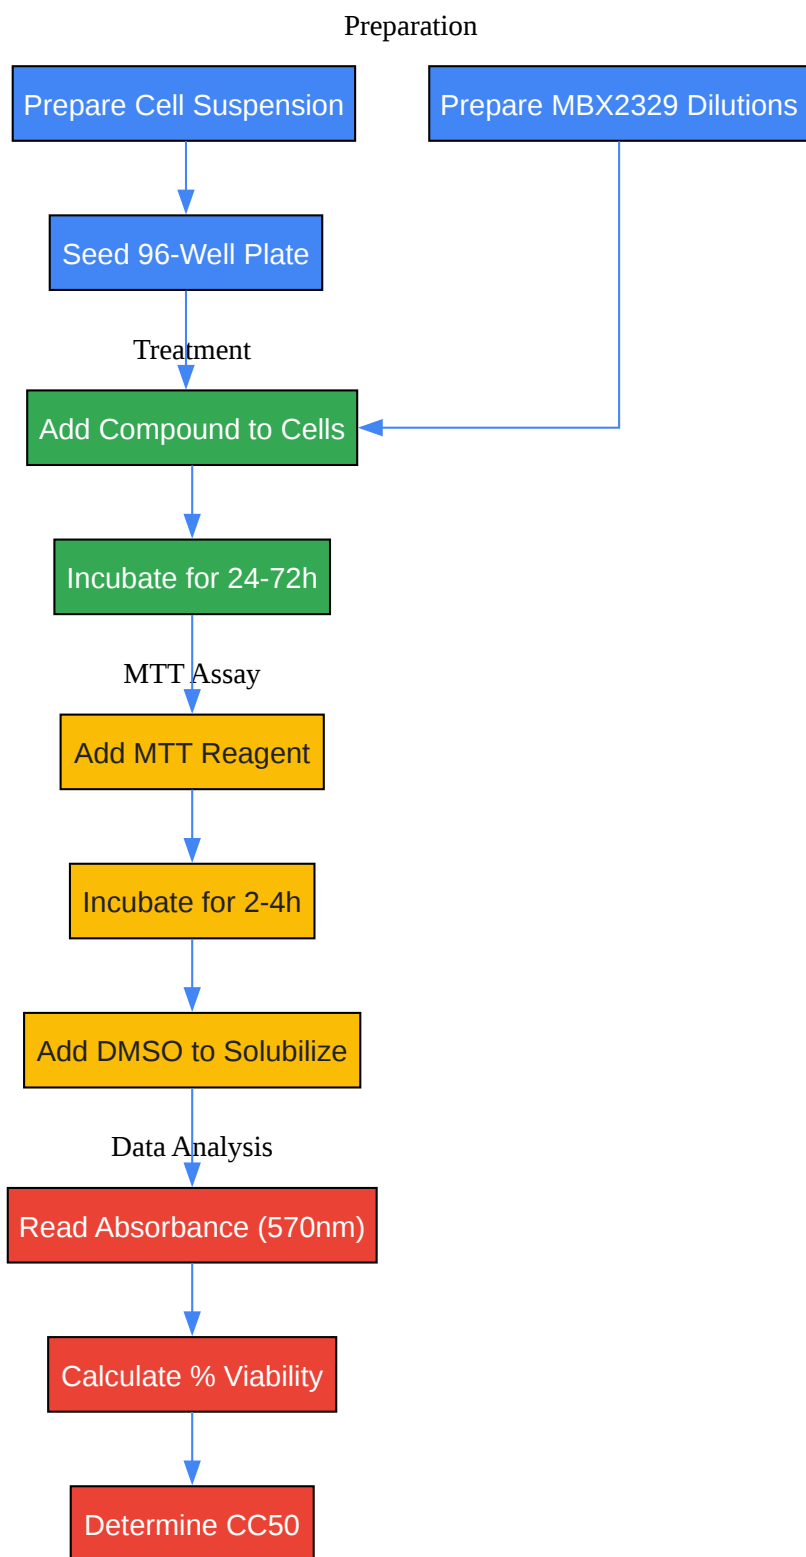 Preparation
Prepare Cell Suspension
Prepare MBX2329 Dilutions
Seed 96-Well Plate
Treatment
Add Compound to Cells
Incubate for 24-72h
MTT Assay
Add MTT Reagent
Incubate for 2-4h
Add DMSO to Solubilize
Data Analysis
Read Absorbance (570nm)
Calculate % Viability
Determine CC50